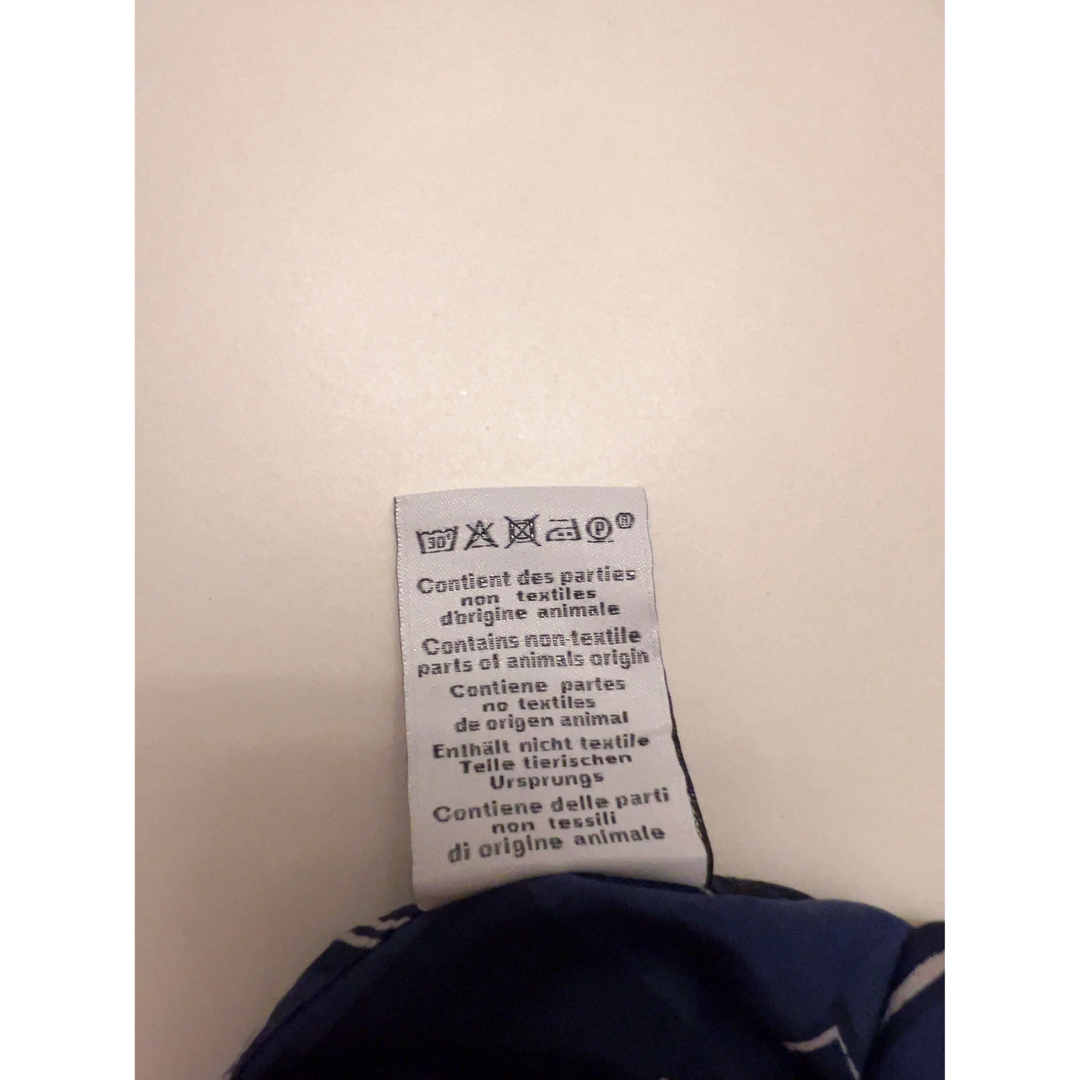 30°
P
Contient des parties
non textiles
d'origine animale
Contains non-textile
parts of animals origin
Contiene partes
no textiles
de origen animal
Enthält nicht textile
Teile tierischen
Ursprungs
Contiene delle parti
non tessili
di origine animale